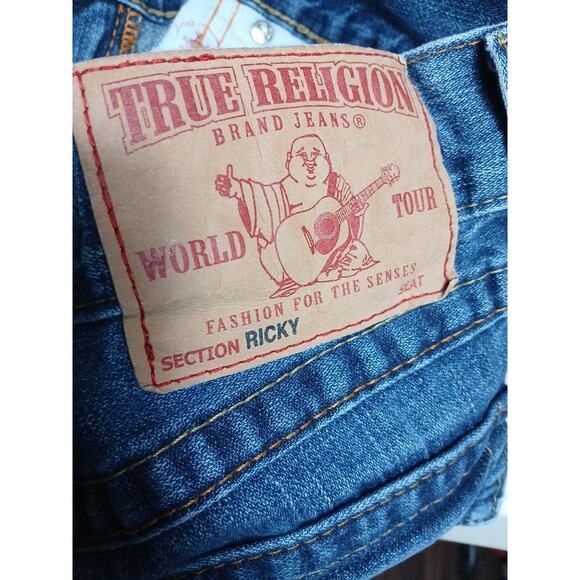 TRUE RELIGION
BRAND JEANS®
WORLD TOUR
FASHION FOR THE SENSES
SECTION RICKY SEAT